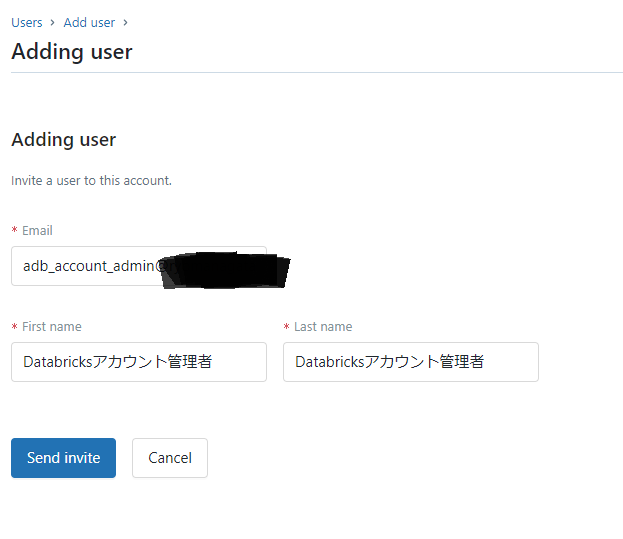 Users › Add user ›
Adding user
Adding user
Invite a user to this account.
* Email
adb_account_admin@
* First name * Last name
Databricksアカウント管理者 Databricksアカウント管理者
Send invite Cancel